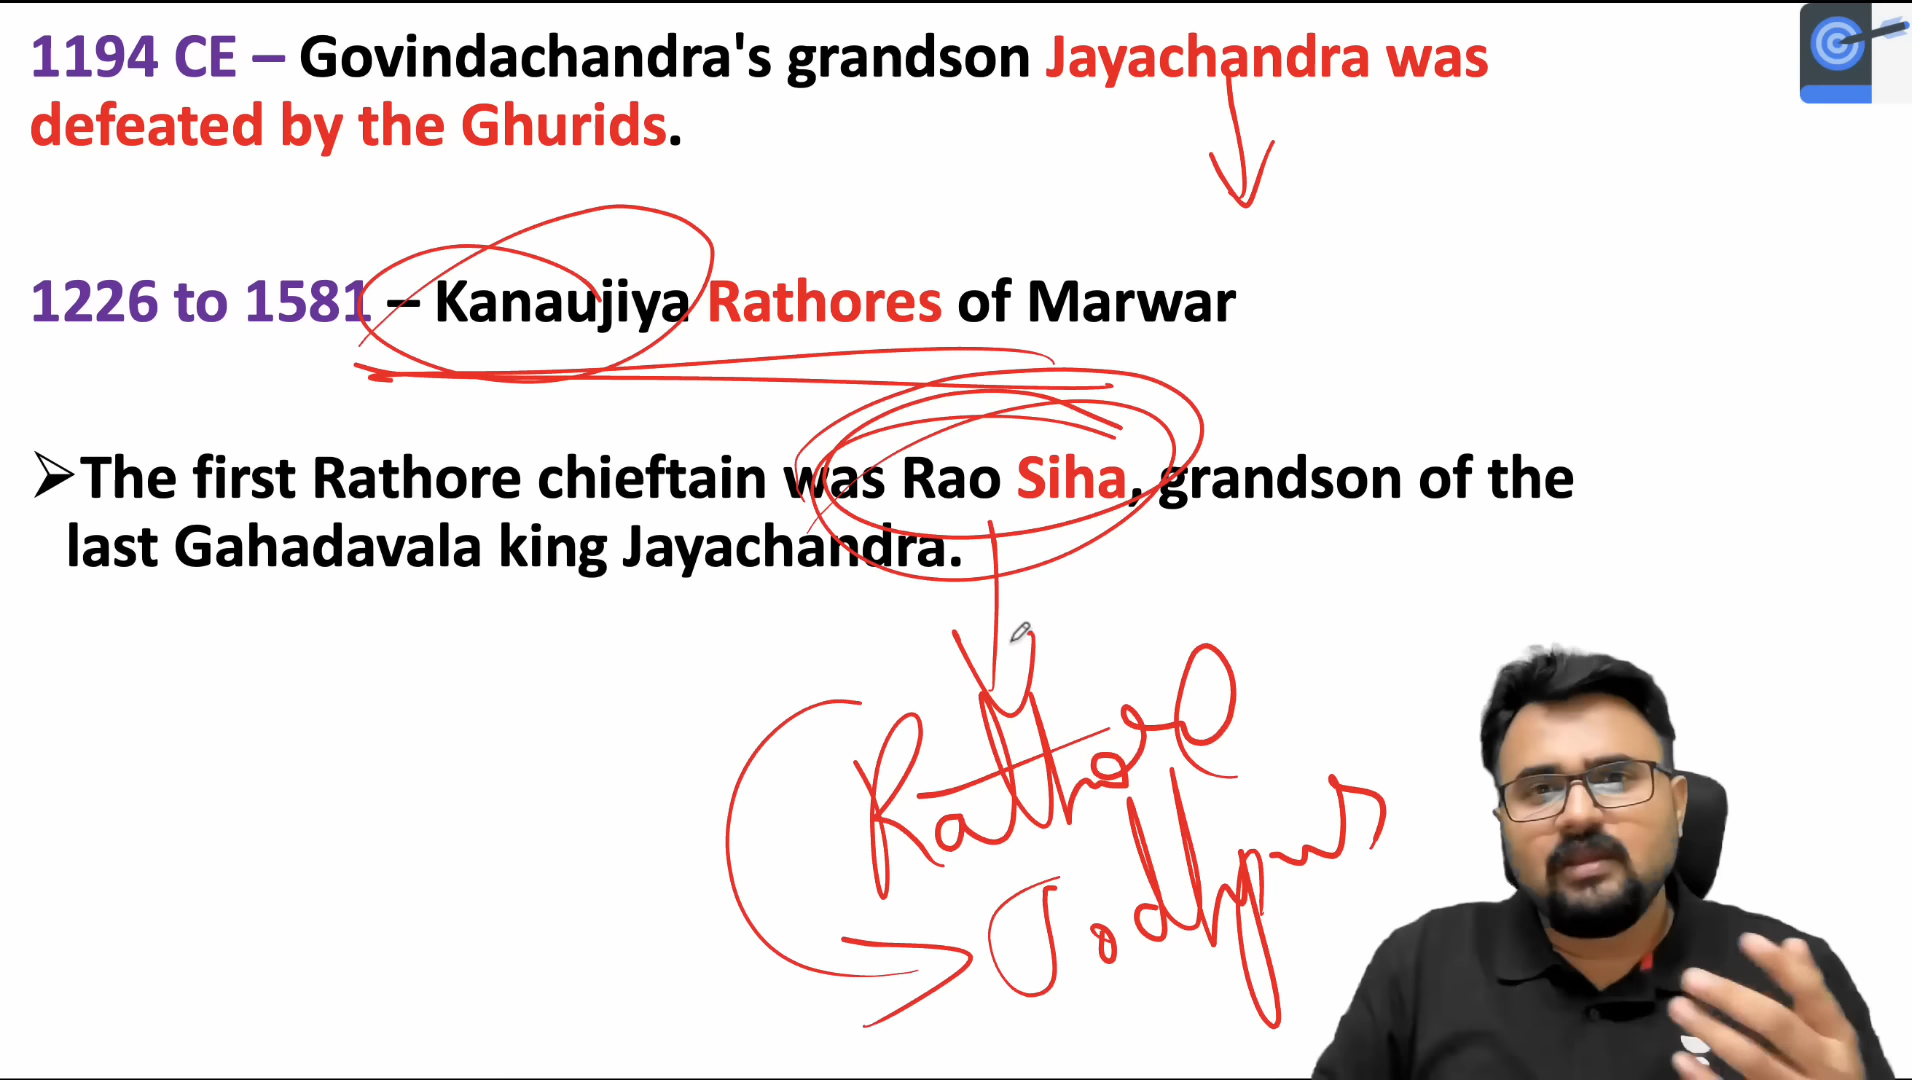 1194 CE – Govindachandra's grandson Jayachandra was
defeated by the Ghurids.
1226 to 1581 – Kanaujiya Rathores of Marwar
➢The first Rathore chieftain was Rao Siha, grandson of the
last Gahadavala king Jayachandra.
Rathore
Jodhpur